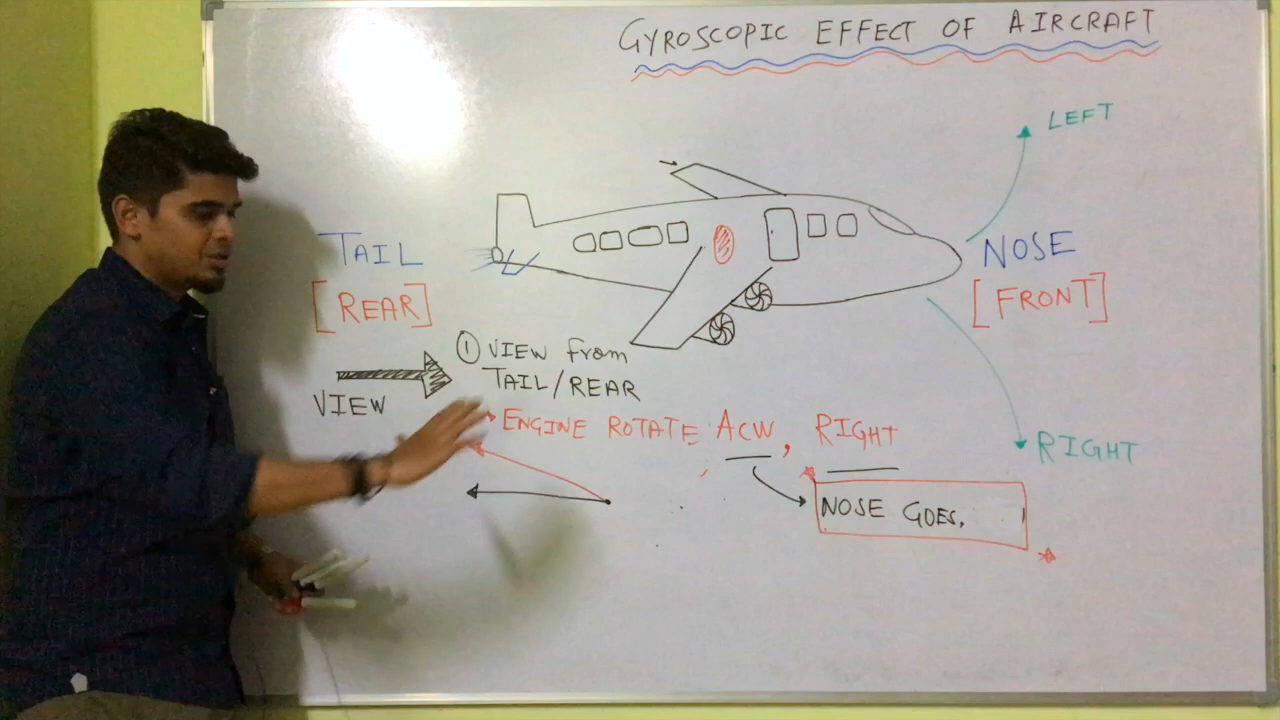 GYROSCOPIC EFFECT OF AIRCRAFT
LEFT
TAIL
[REAR]
NOSE
[FRONT]
① VIEW from
TAIL/REAR
VIEW
ENGINE ROTATE ACW, RIGHT
RIGHT
NOSE GOES,